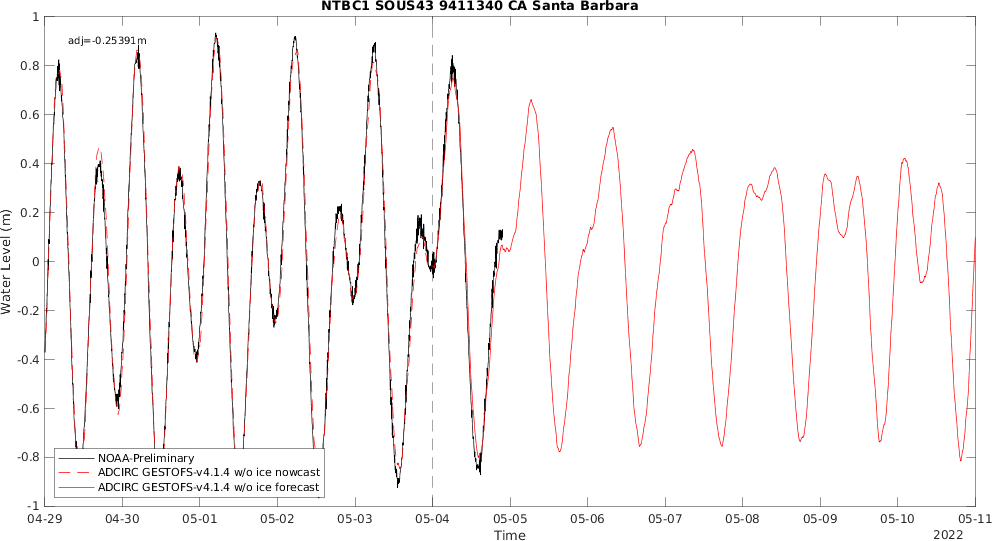 NTBC1 SOUS43 9411340 CA Santa Barbara
adj=-0.25391m
1
0.8
0.6
0.4
0.2
0
-0.2
-0.4
-0.6
-0.8
-1
Water Level (m)
NOAA-Preliminary
ADCIRC GESTOFS-v4.1.4 w/o ice nowcast
ADCIRC GESTOFS-v4.1.4 w/o ice forecast
04-29 04-30 05-01 05-02 05-03 05-04 05-05 05-06 05-07 05-08 05-09 05-10 05-11
Time
2022